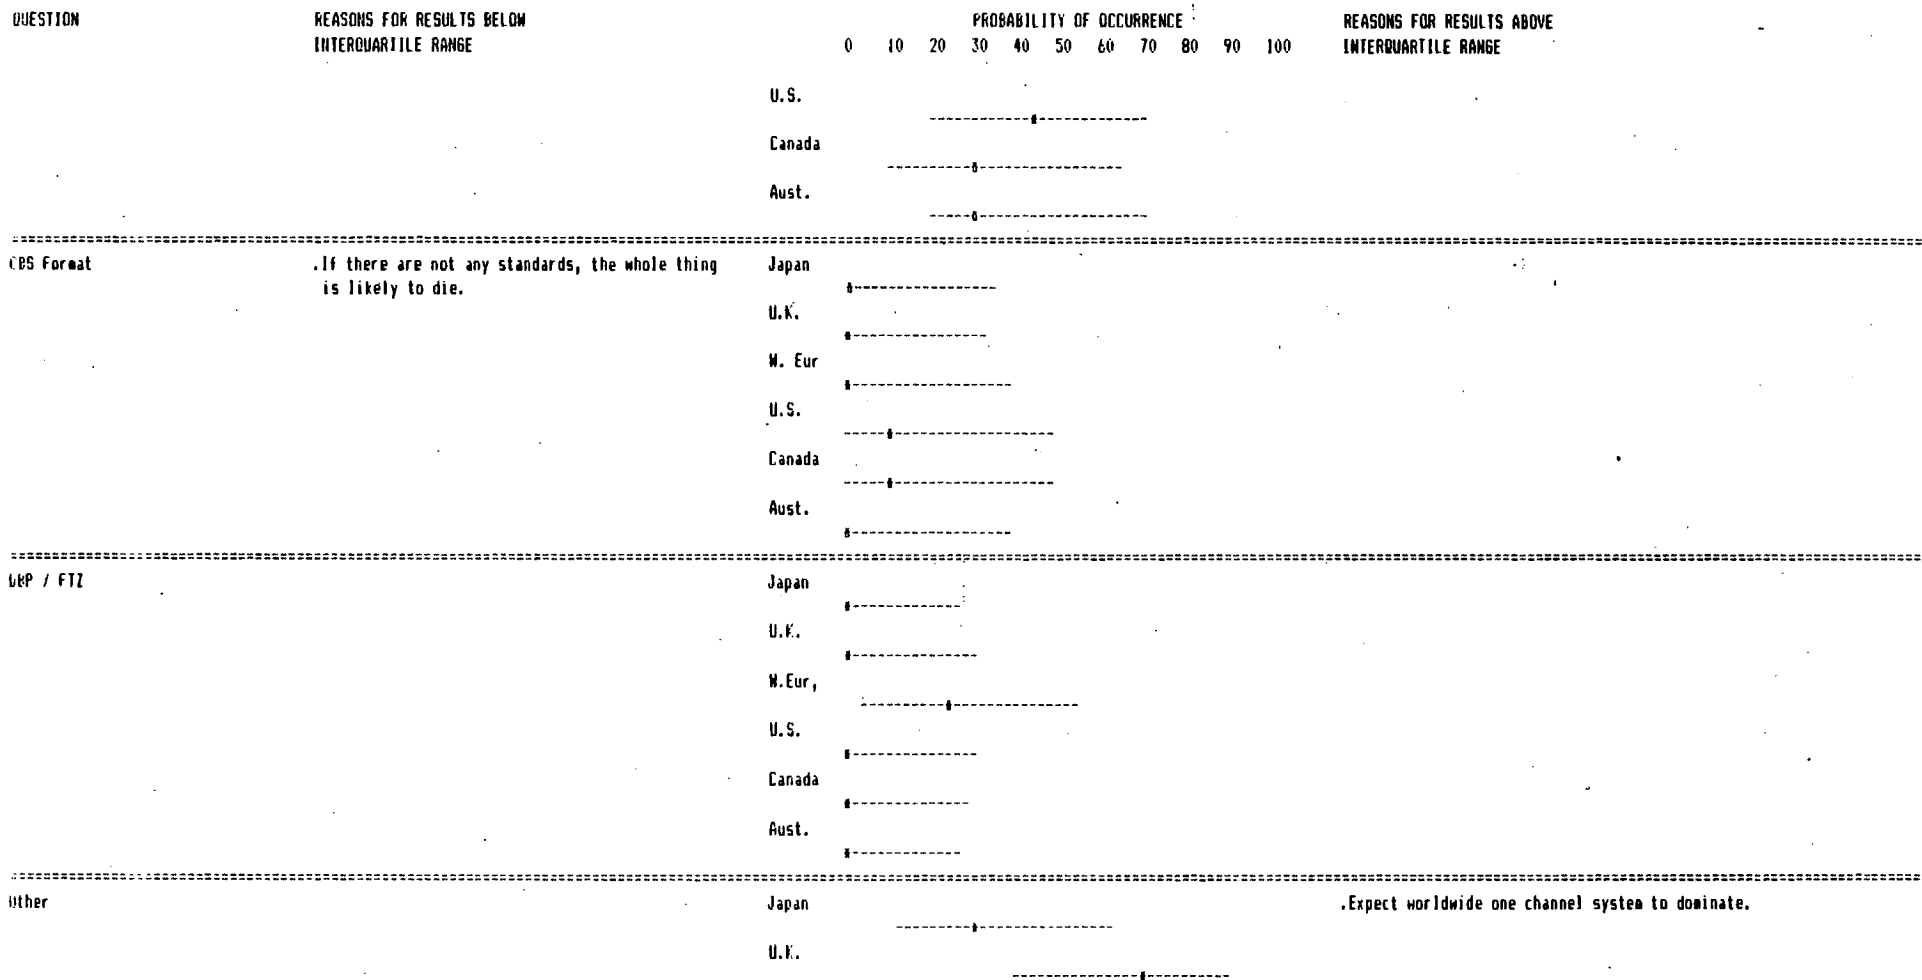 QUESTION REASONS FOR RESULTS BELOW PROBABILITY OF OCCURRENCE REASONS FOR RESULTS ABOVE
INTERQUARTILE RANGE 0 10 20 30 40 50 60 70 80 90 100 INTERQUARTILE RANGE
U.S.
Canada
Aust.
CBS Format .If there are not any standards, the whole thing Japan
is likely to die.
U.K.
W. Eur
U.S.
Canada
Aust.
DBP / FTZ Japan
U.K.
W.Eur,
U.S.
Canada
Aust.
Other Japan .Expect worldwide one channel system to dominate.
U.K.